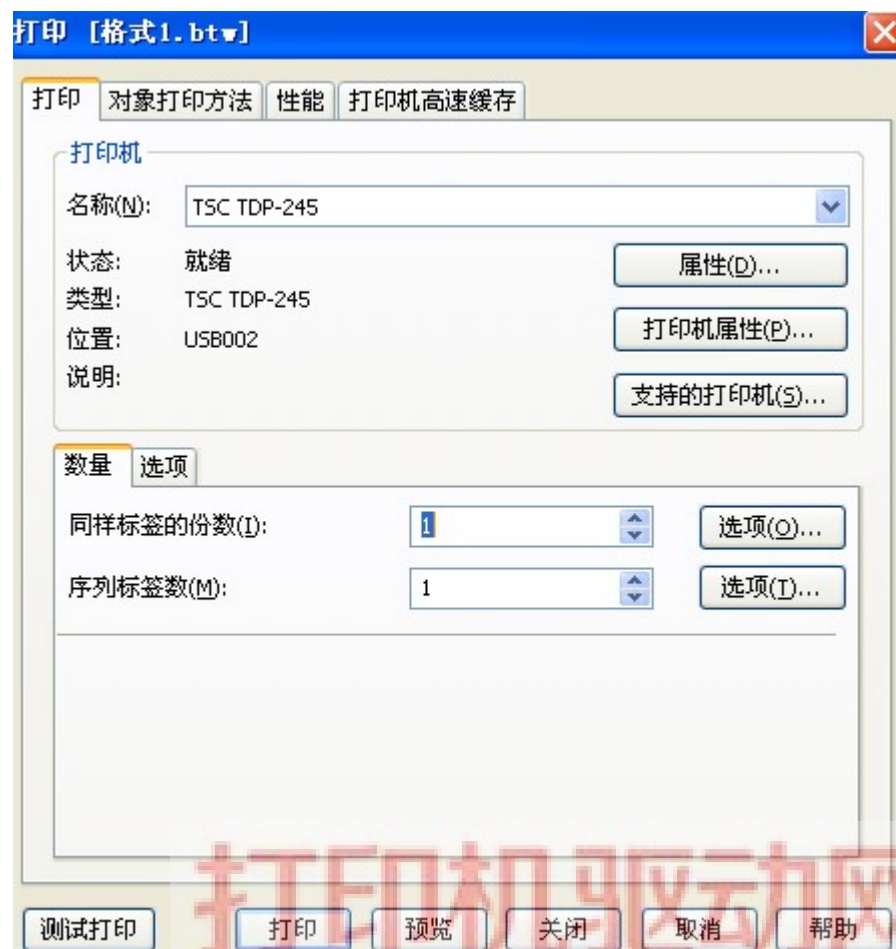 打印 [格式1.btw]
打印 对象打印方法 性能 打印机高速缓存
打印机
名称(N): TSC TDP-245
状态: 就绪 属性(D)...
类型: TSC TDP-245
位置: USB002 打印机属性(P)...
说明: 支持的打印机(S)...
数量 选项
同样标签的份数(I): 1 选项(O)...
序列标签数(M): 1 选项(T)...
打印机驱动网
测试打印 打印 预览 关闭 取消 帮助